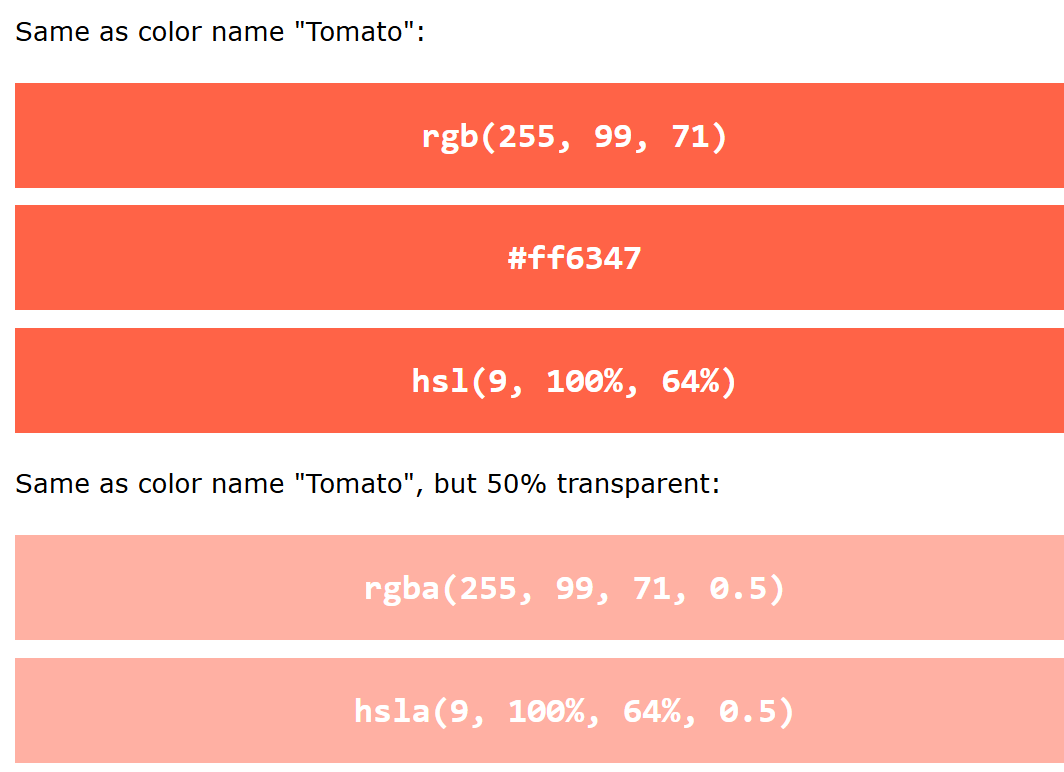 Same as color name "Tomato":
rgb(255, 99, 71)
#ff6347
hsl(9, 100%, 64%)
Same as color name "Tomato", but 50% transparent:
rgba(255, 99, 71, 0.5)
hsla(9, 100%, 64%, 0.5)